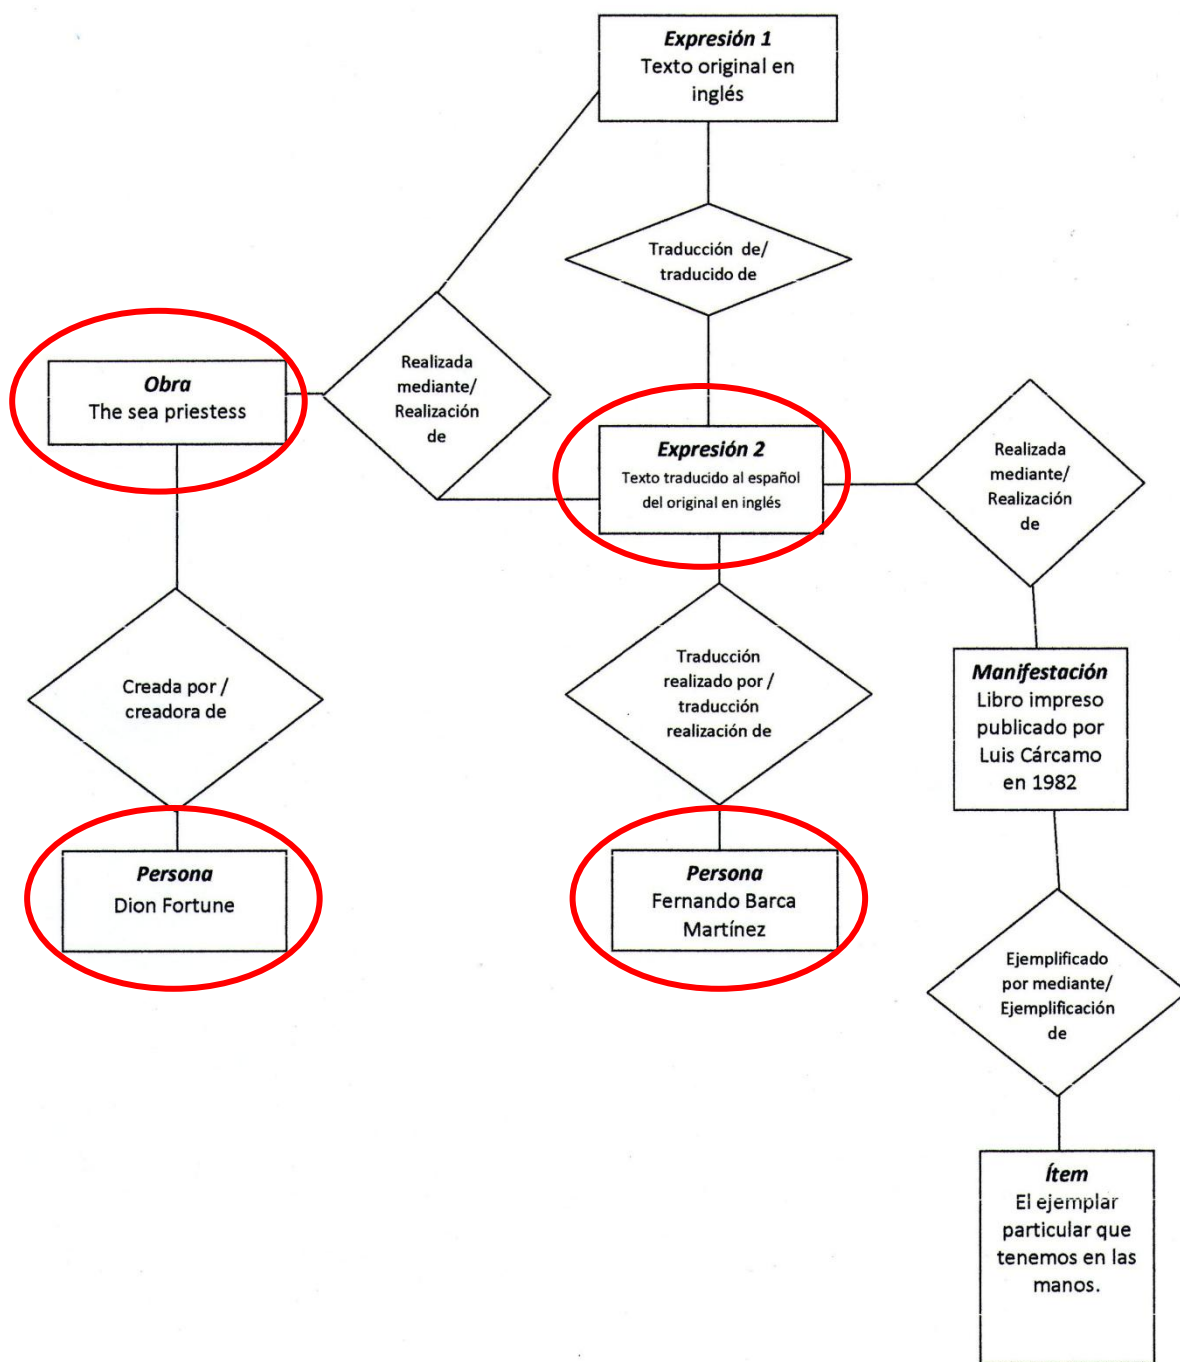 Expresión 1
Texto original en
inglés
Traducción de/
traducido de
Obra
The sea priestess
Realizada
mediante/
Realización
de
Expresión 2
Texto traducido al español
del original en inglés
Realizada
mediante/
Realización
de
Creada por /
creadora de
Traducción
realizado por /
traducción
realización de
Manifestación
Libro impreso
publicado por
Luis Cárcamo
en 1982
Persona
Dion Fortune
Persona
Fernando Barca
Martínez
Ejemplificado
por mediante/
Ejemplificación
de
Ítem
El ejemplar
particular que
tenemos en las
manos.